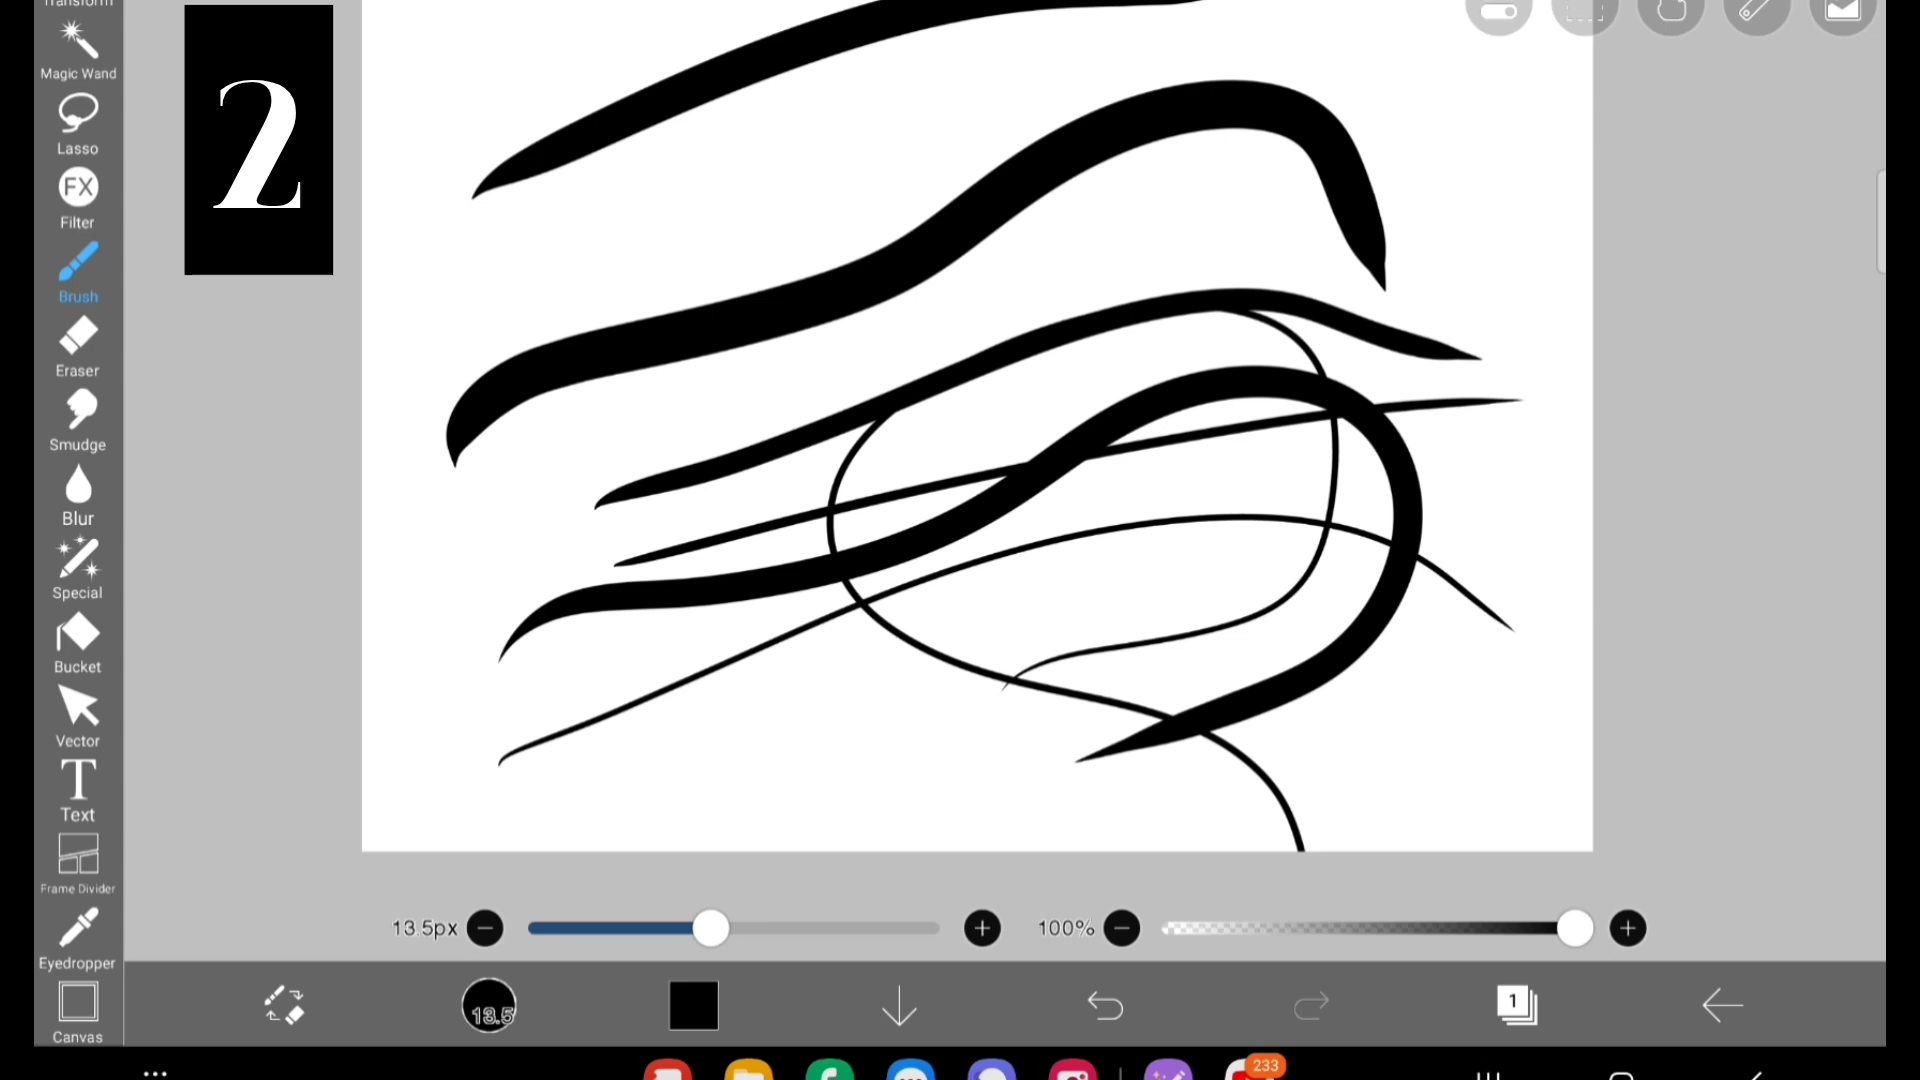 Transform
Magic Wand
Lasso
FX
Filter
Brush
Eraser
Smudge
Blur
Special
Bucket
Vector
T
Text
Frame Divider
Eyedropper
Canvas
2
13.5px
100%
13.5
1
233